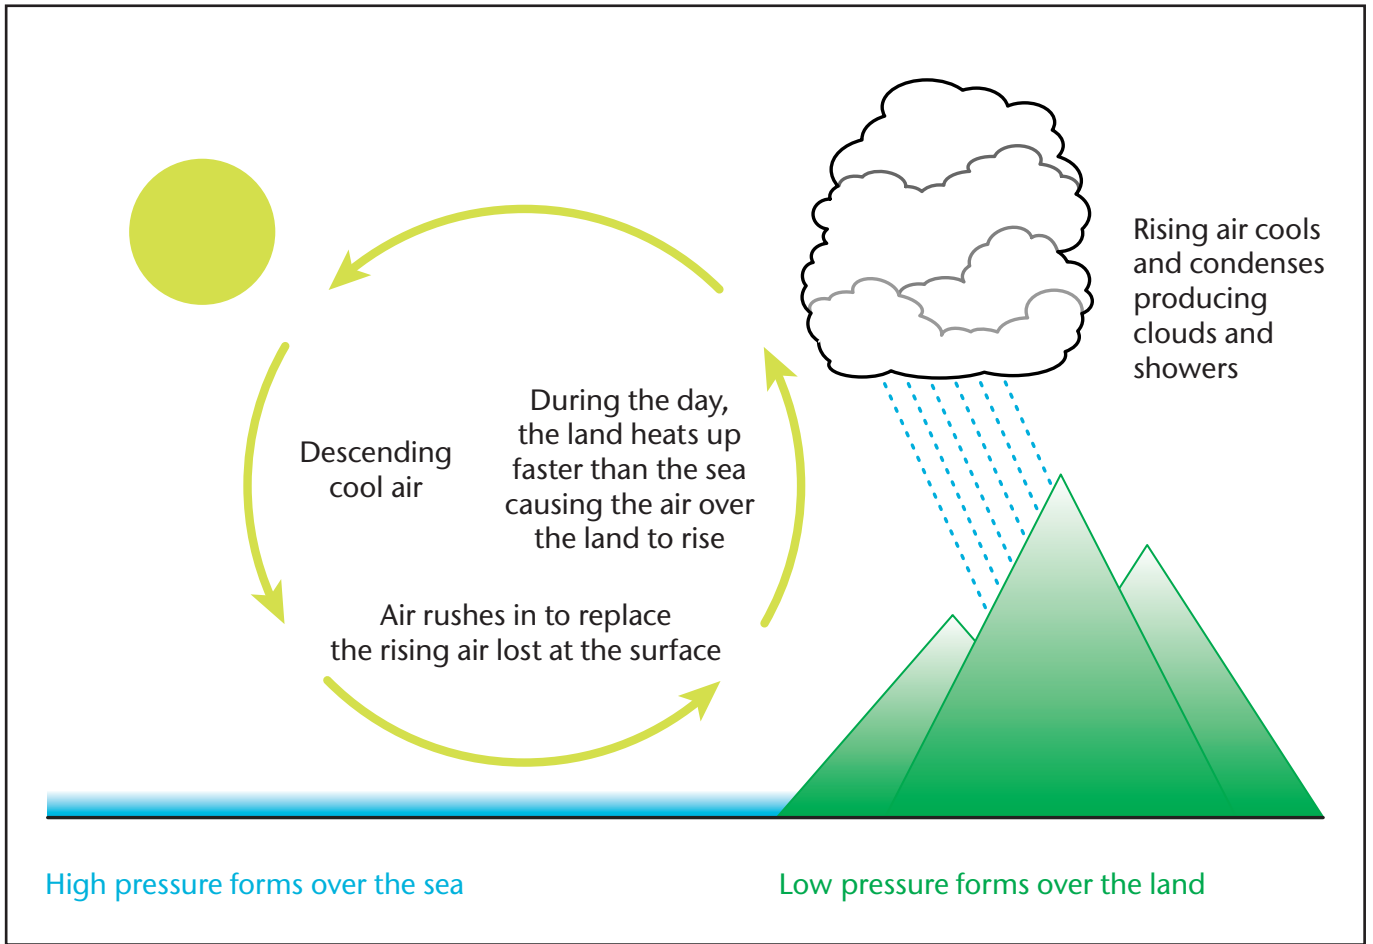 Rising air cools
and condenses
producing
clouds and
showers
During the day,
the land heats up
faster than the sea
causing the air over
the land to rise
Descending
cool air
Air rushes in to replace
the rising air lost at the surface
High pressure forms over the sea
Low pressure forms over the land